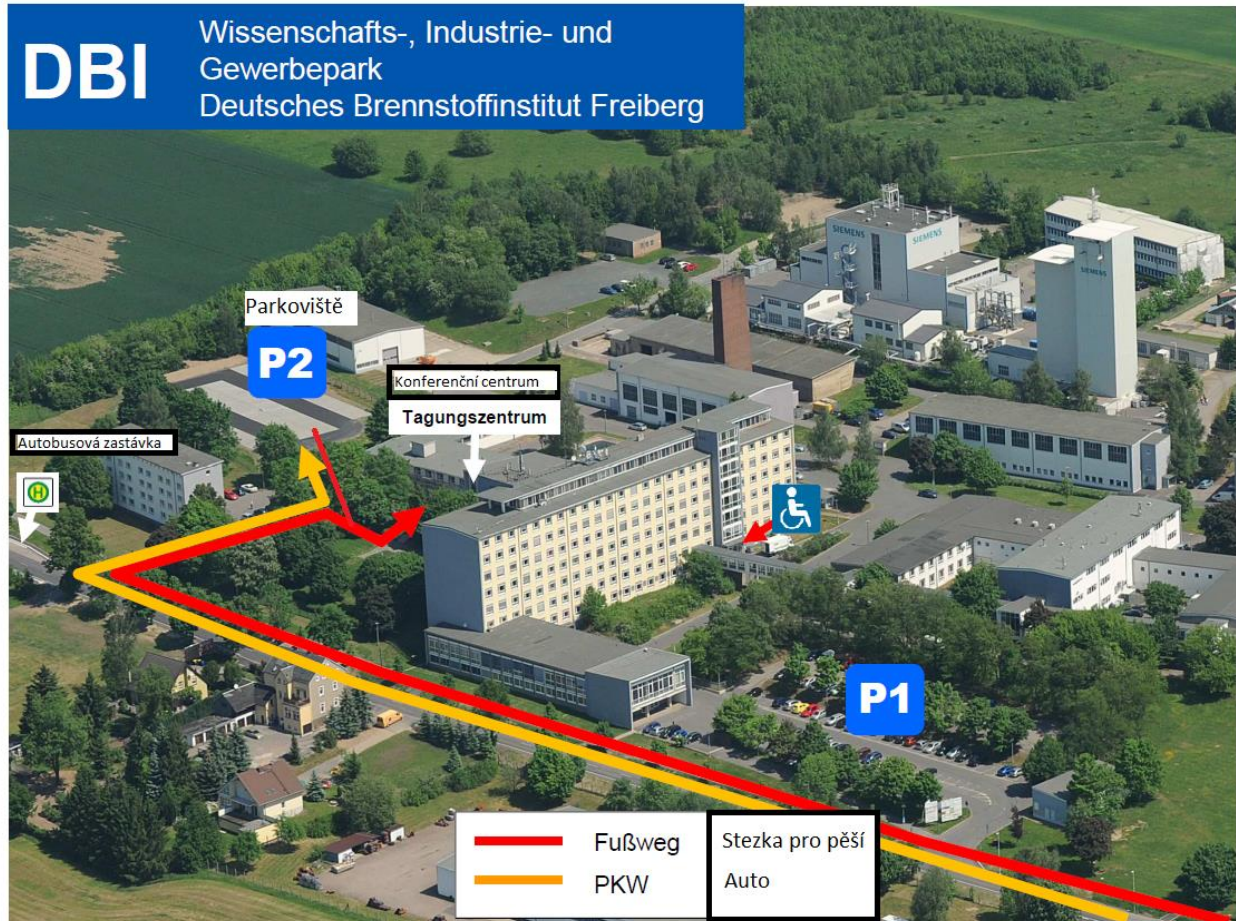 DBI
Wissenschafts-, Industrie- und
Gewerbepark
Deutsches Brennstoffinstitut Freiberg
SIEMENS
SIEMENS
SIEMENS
Parkoviště
P2
Konferenční centrum
Tagungszentrum
Autobusová zastávka
H
P1
Fußweg
Stezka pro pěší
PKW
Auto